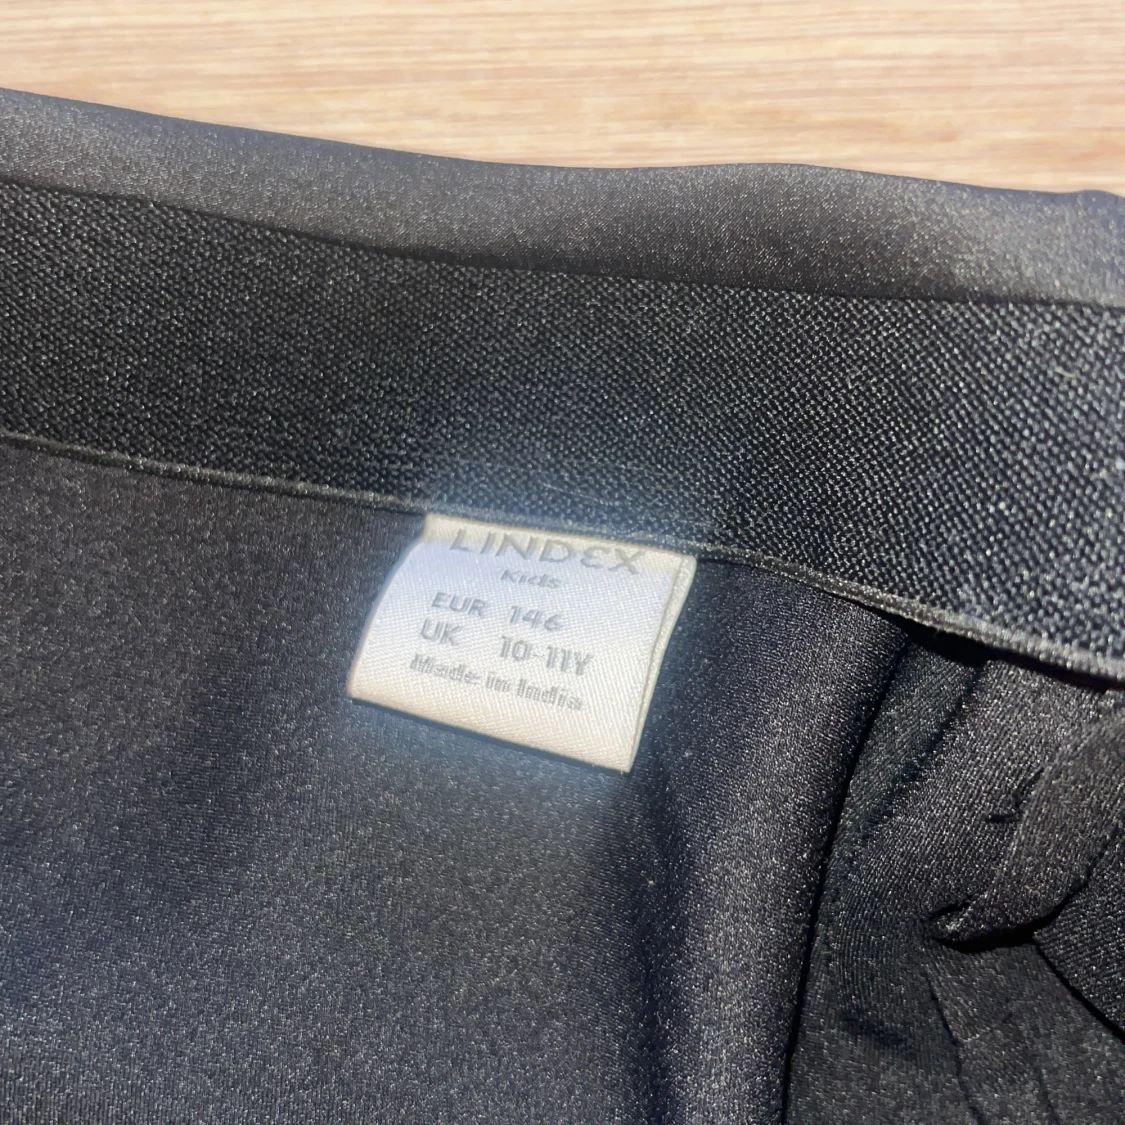 LINDEX
Kids
EUR 146
UK 10-11Y
Made in India